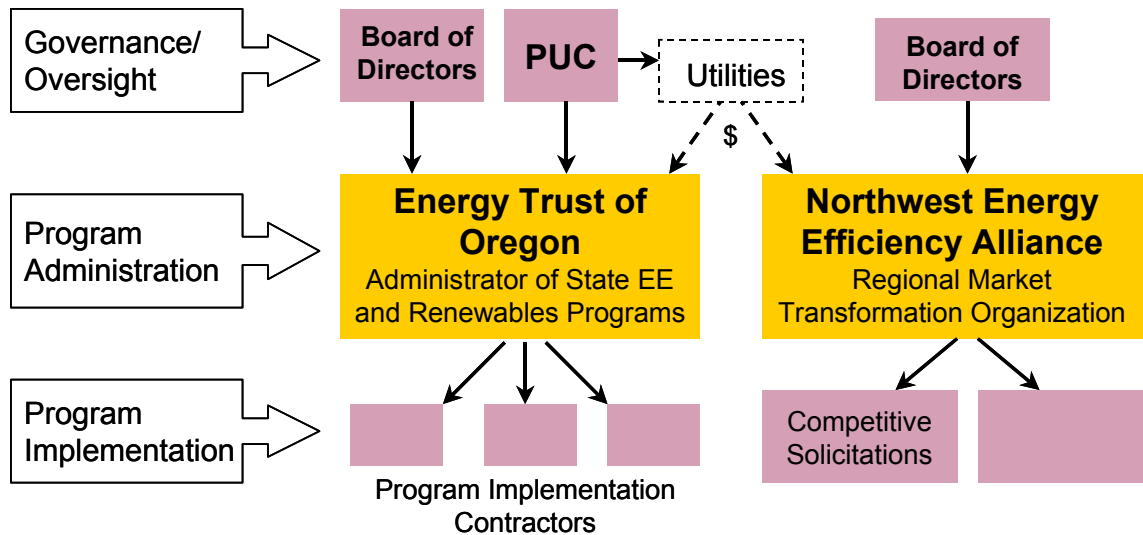 Governance/
Oversight
Board of
Directors
PUC
Utilities
Board of
Directors
$
Program
Administration
Energy Trust of
Oregon
Administrator of State EE
and Renewables Programs
Northwest Energy
Efficiency Alliance
Regional Market
Transformation Organization
Program
Implementation
Program Implementation
Contractors
Competitive
Solicitations